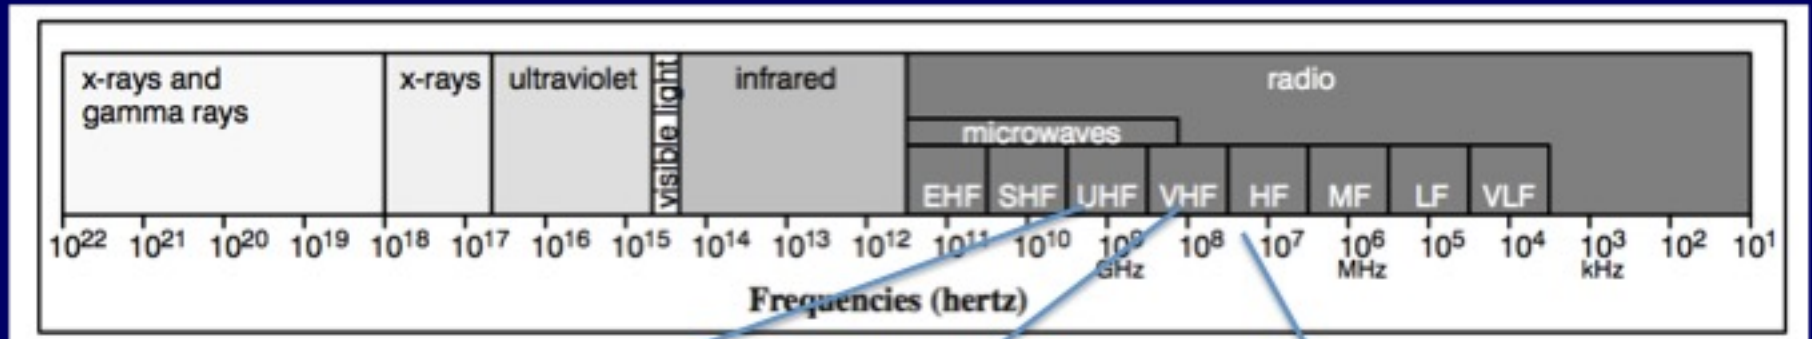 x-rays and
gamma rays
x-rays
ultraviolet
visible light
infrared
radio
microwaves
EHF SHF UHF VHF HF MF LF VLF
10²² 10²¹ 10²⁰ 10¹⁹ 10¹⁸ 10¹⁷ 10¹⁶ 10¹⁵ 10¹⁴ 10¹³ 10¹² 10¹¹ 10¹⁰ 10⁹ 10⁸ 10⁷ 10⁶ 10⁵ 10⁴ 10³ 10² 10¹
GHz MHz kHz
Frequencies (hertz)